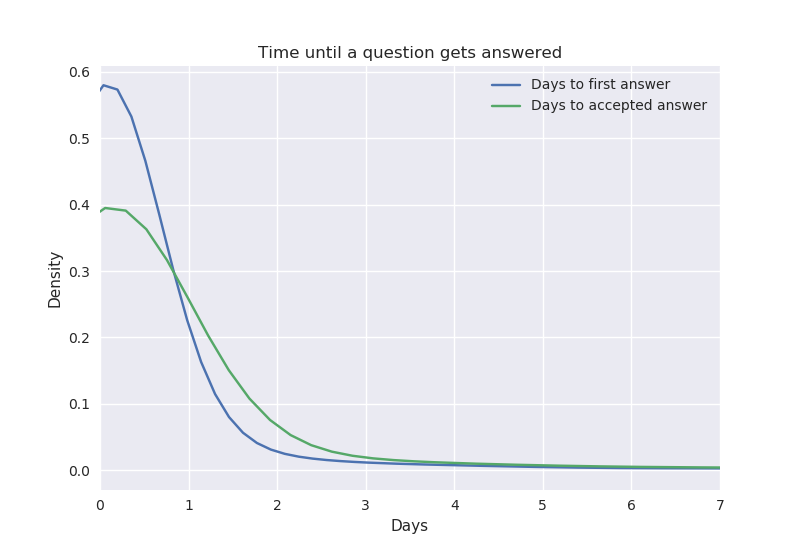 Time until a question gets answered
Days to first answer
Days to accepted answer
Density
0.6
0.5
0.4
0.3
0.2
0.1
0.0
0 1 2 3 4 5 6 7
Days